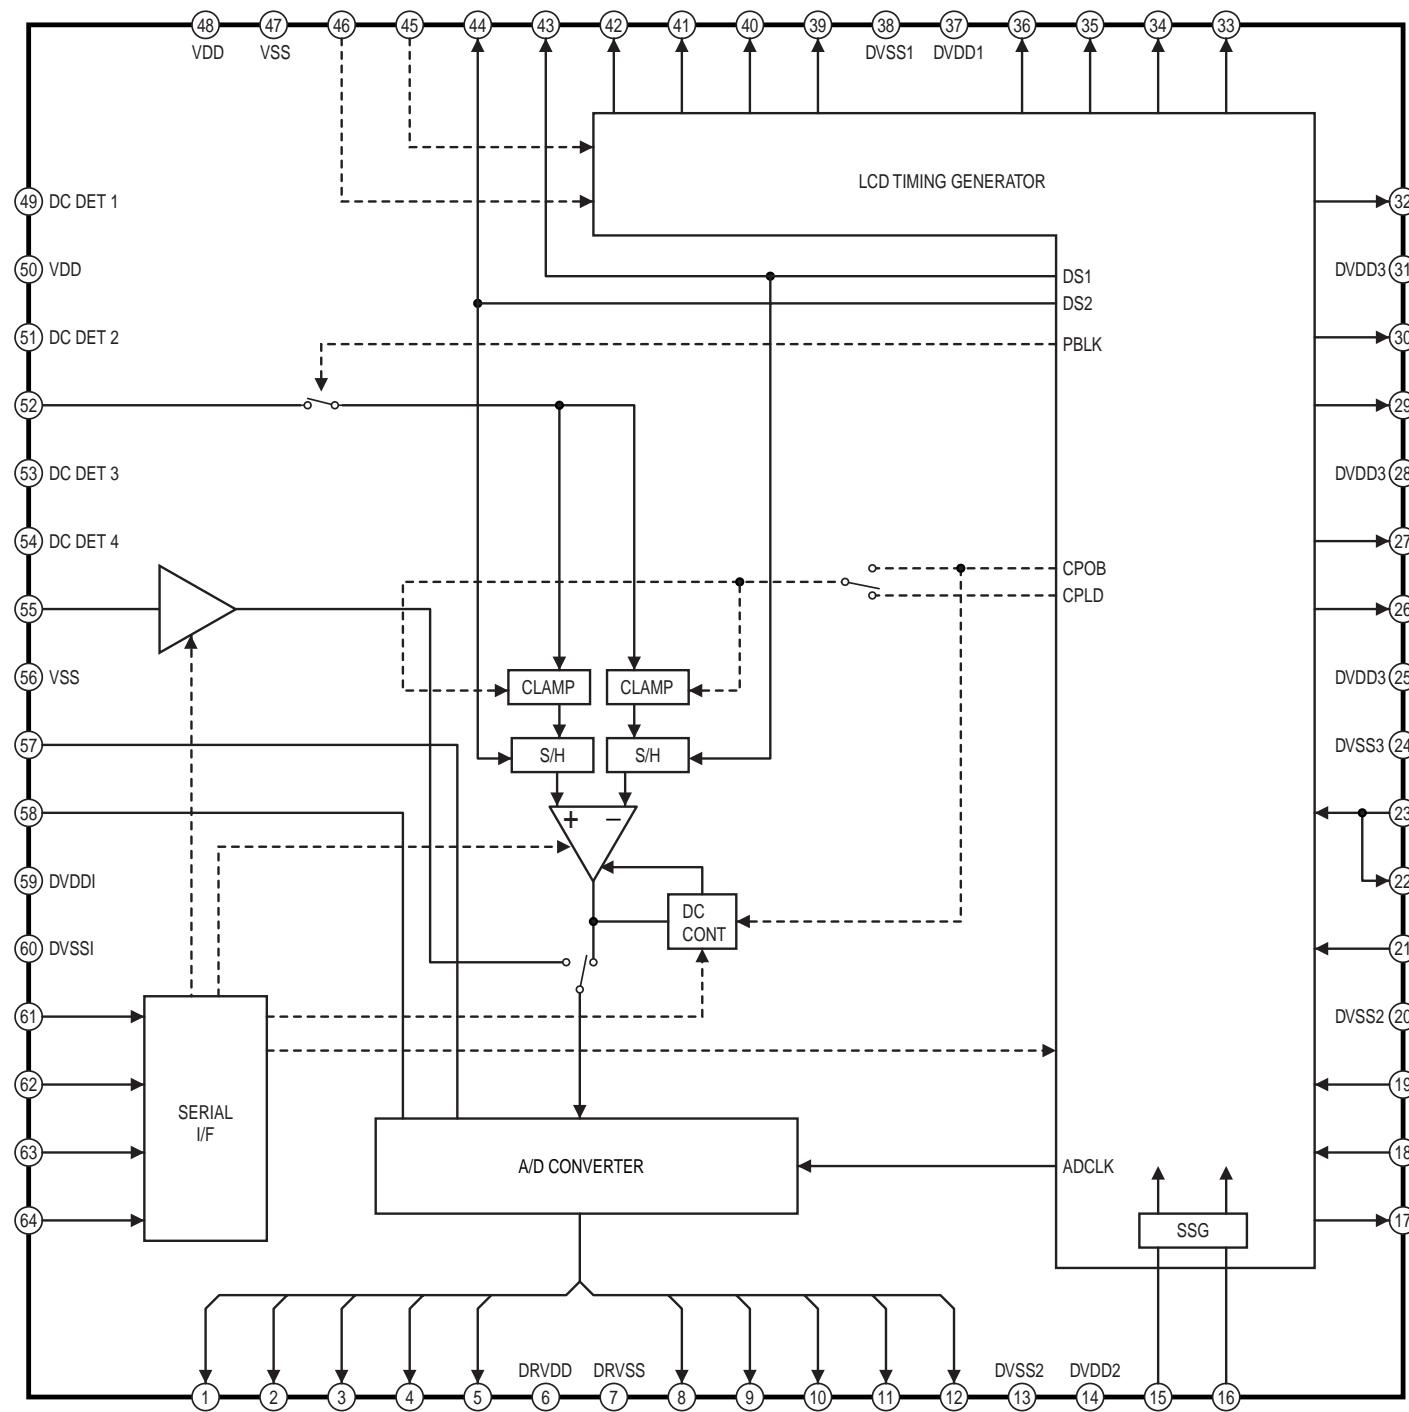 48 47 46 45 44 43 42 41 40 39 38 37 36 35 34 33
VDD VSS DVSS1 DVDD1
LCD TIMING GENERATOR
49 DC DET 1
32
50 VDD
DVDD3 31
DS1
DS2
51 DC DET 2
PBLK
30
52
29
53 DC DET 3
DVDD3 28
54 DC DET 4
27
CPOB
CPLD
55
26
56 VSS
CLAMP CLAMP
DVDD3 25
57
S/H S/H
DVSS3 24
58
+ −
23
59 DVDDI
22
DC
CONT
60 DVSSI
21
61
DVSS2 20
62
19
SERIAL
I/F
63
A/D CONVERTER
ADCLK
18
64
SSG
17
DRVDD DRVSS DVSS2 DVDD2
1 2 3 4 5 6 7 8 9 10 11 12 13 14 15 16